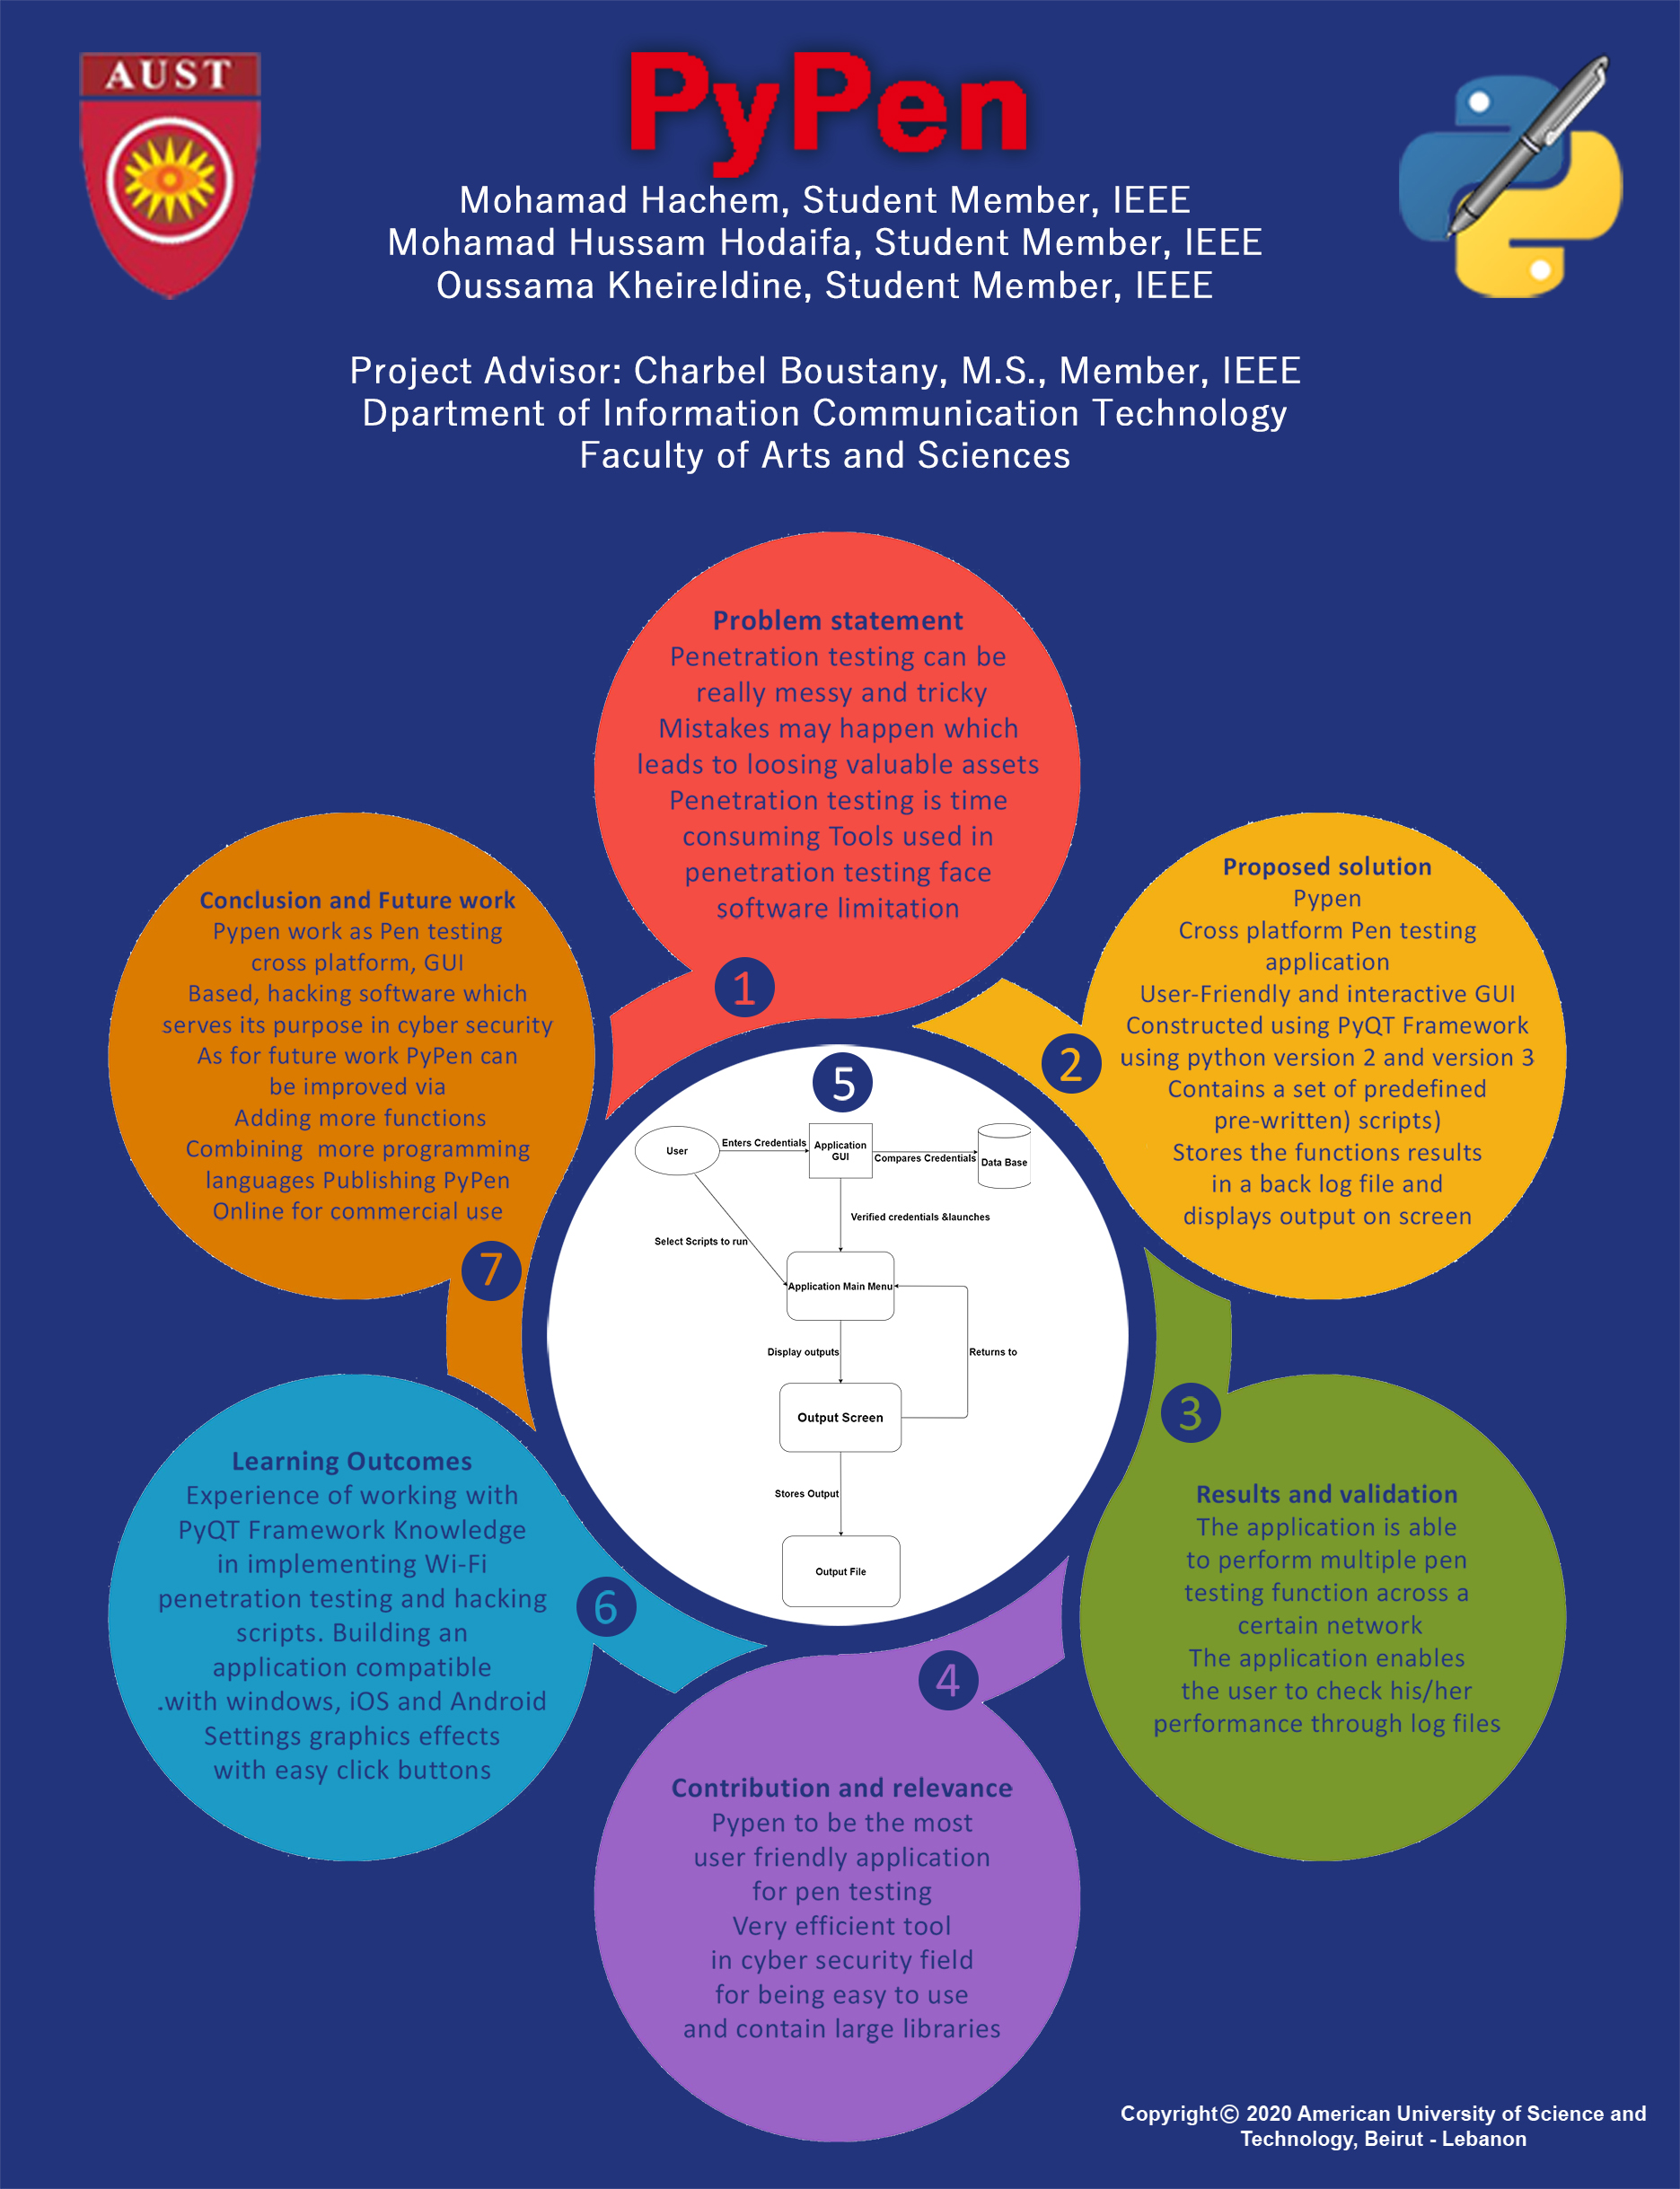 AUST
PyPen
Mohamad Hachem, Student Member, IEEE
Mohamad Hussam Hodaifa, Student Member, IEEE
Oussama Kheireldine, Student Member, IEEE
Project Advisor: Charbel Boustany, M.S., Member, IEEE
Dpartment of Information Communication Technology
Faculty of Arts and Sciences
Problem statement
Penetration testing can be
really messy and tricky
Mistakes may happen which
leads to loosing valuable assets
Penetration testing is time
consuming Tools used in
penetration testing face
software limitation
1
Proposed solution
Pypen
Cross platform Pen testing
application
User-Friendly and interactive GUI
Constructed using PyQT Framework
using python version 2 and version 3
Contains a set of predefined
pre-written) scripts)
Stores the functions results
in a back log file and
displays output on screen
2
Results and validation
The application is able
to perform multiple pen
testing function across a
certain network
The application enables
the user to check his/her
performance through log files
3
Contribution and relevance
Pypen to be the most
user friendly application
for pen testing
Very efficient tool
in cyber security field
for being easy to use
and contain large libraries
4
5
User
Enters Credentials
Application
GUI
Compares Credentials
Data Base
Verified credentials &launches
Select Scripts to run
Application Main Menu
Display outputs
Returns to
Output Screen
Stores Output
Output File
Learning Outcomes
Experience of working with
PyQT Framework Knowledge
in implementing Wi-Fi
penetration testing and hacking
scripts. Building an
application compatible
.with windows, iOS and Android
Settings graphics effects
with easy click buttons
6
Conclusion and Future work
Pypen work as Pen testing
cross platform, GUI
Based, hacking software which
serves its purpose in cyber security
As for future work PyPen can
be improved via
Adding more functions
Combining  more programming
languages Publishing PyPen
Online for commercial use
7
Copyright© 2020 American University of Science and
Technology, Beirut - Lebanon